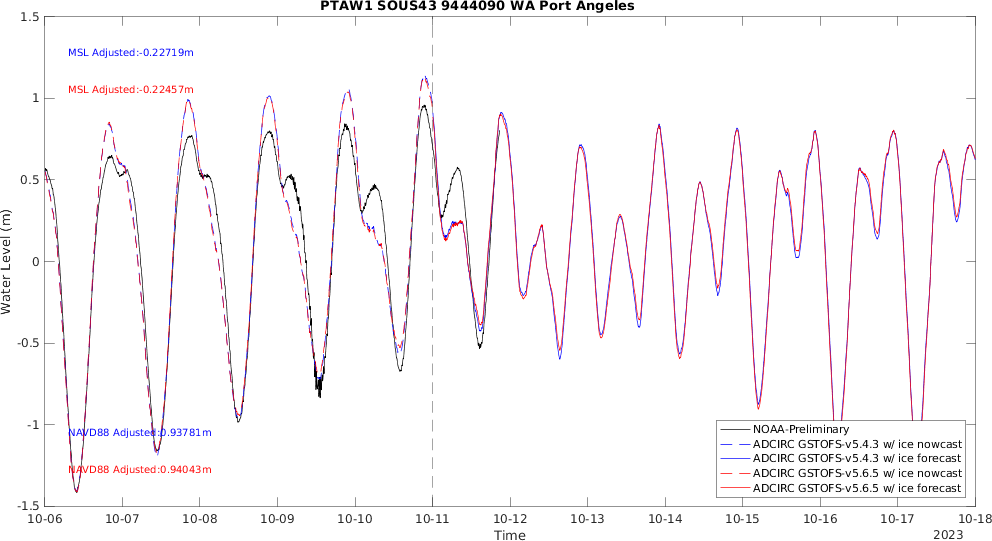 PTAW1 SOUS43 9444090 WA Port Angeles
1.5
MSL Adjusted:-0.22719m
MSL Adjusted:-0.22457m
1
0.5
0
-0.5
-1
-1.5
Water Level (m)
NAVD88 Adjusted:0.93781m
NAVD88 Adjusted:0.94043m
NOAA-Preliminary
ADCIRC GSTOFS-v5.4.3 w/ ice nowcast
ADCIRC GSTOFS-v5.4.3 w/ ice forecast
ADCIRC GSTOFS-v5.6.5 w/ ice nowcast
ADCIRC GSTOFS-v5.6.5 w/ ice forecast
10-06 10-07 10-08 10-09 10-10 10-11 10-12 10-13 10-14 10-15 10-16 10-17 10-18
Time
2023